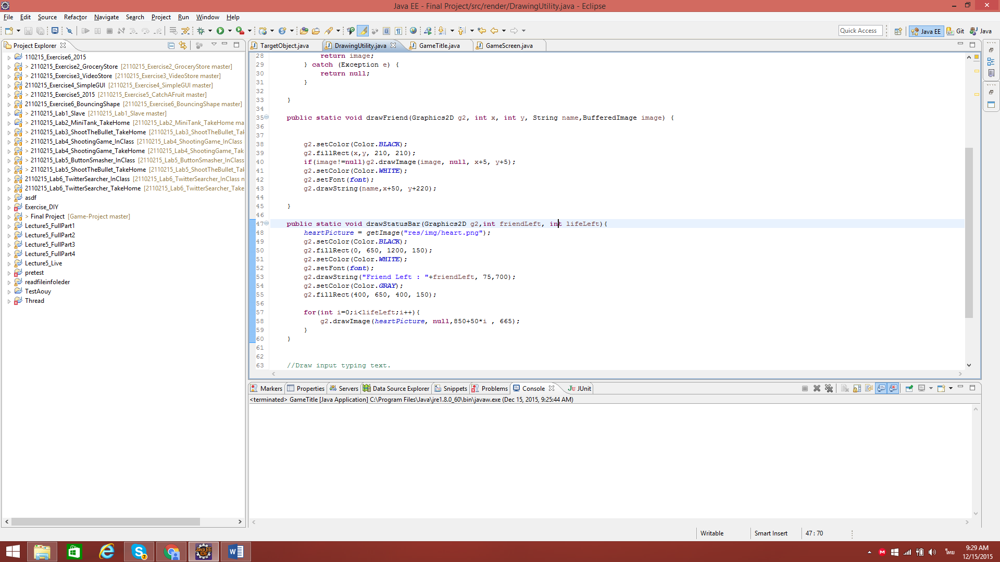 Java EE - Final Project/src/render/DrawingUtility.java - Eclipse
File Edit Source Refactor Navigate Search Project Run Window Help
Quick Access
Java EE
Git
Java
Project Explorer
110215_Exercise6_2015
> 2110215_Exercise2_GroceryStore [2110215_Exercise2_GroceryStore master]
> 2110215_Exercise3_VideoStore [2110215_Exercise3_VideoStore master]
2110215_Exercise4_SimpleGUI [2110215_Exercise4_SimpleGUI master]
> 2110215_Exercise5_2015 [2110215_Exercise5_CatchAFruit master]
2110215_Exercise6_BouncingShape [2110215_Exercise6_BouncingShape master]
> 2110215_Lab1_Slave [2110215_Lab1_Slave master]
> 2110215_Lab2_MiniTank_TakeHome [2110215_Lab2_MiniTank_TakeHome ma
> 2110215_Lab3_ShootTheBullet_TakeHome [2110215_Lab3_ShootTheBullet_Tak
> 2110215_Lab4_ShootingGame_InClass [2110215_Lab4_ShootingGame_InClass
> 2110215_Lab4_ShootingGame_TakeHome [2110215_Lab4_ShootingGame_Tak
> 2110215_Lab5_ButtonSmasher_InClass [2110215_Lab5_ButtonSmasher_InClass
> 2110215_Lab5_ShootTheBullet_TakeHome [2110215_Lab5_ShootTheBullet_Tak
2110215_Lab6_TwitterSearcher_InClass [2110215_Lab6_TwitterSearcher_InClass n
2110215_Lab6_TwitterSearcher_TakeHome [2110215_Lab6_TwitterSearcher_Take
asdf
Exercise_DIY
> Final Project [Game-Project master]
Lecture5_FullPart1
Lecture5_FullPart2
Lecture5_FullPart3
Lecture5_FullPart4
Lecture5_Live
pretest
readfileinfoleder
TestAouy
Thread
TargetObject.java DrawingUtility.java GameTitle.java GameScreen.java
28 return image;
29 } catch (Exception e) {
30 return null;
31 }
32
33 }
34
35 public static void drawFriend(Graphics2D g2, int x, int y, String name,BufferedImage image) {
36
37
38 g2.setColor(Color.BLACK);
39 g2.fillRect(x,y, 210, 210);
40 if(image!=null)g2.drawImage(image, null, x+5, y+5);
41 g2.setColor(Color.WHITE);
42 g2.setFont(font);
43 g2.drawString(name,x+50, y+220);
44
45 }
46
47 public static void drawStatusBar(Graphics2D g2,int friendLeft, int lifeLeft){
48 heartPicture = getImage("res/img/heart.png");
49 g2.setColor(Color.BLACK);
50 g2.fillRect(0, 650, 1200, 150);
51 g2.setColor(Color.WHITE);
52 g2.setFont(font);
53 g2.drawString("Friend Left : "+friendLeft, 75,700);
54 g2.setColor(Color.GRAY);
55 g2.fillRect(400, 650, 400, 150);
56
57 for(int i=0;i<lifeLeft;i++){
58 g2.drawImage(heartPicture, null,850+50*i , 665);
59 }
60 }
61
62
63 //Draw input typing text.
Markers Properties Servers Data Source Explorer Snippets Problems Console JUnit
<terminated> GameTitle [Java Application] C:\Program Files\Java\jre1.8.0_60\bin\javaw.exe (Dec 15, 2015, 9:25:44 AM)
Writable Smart Insert 47 : 70
ไทย
9:29 AM
12/15/2015